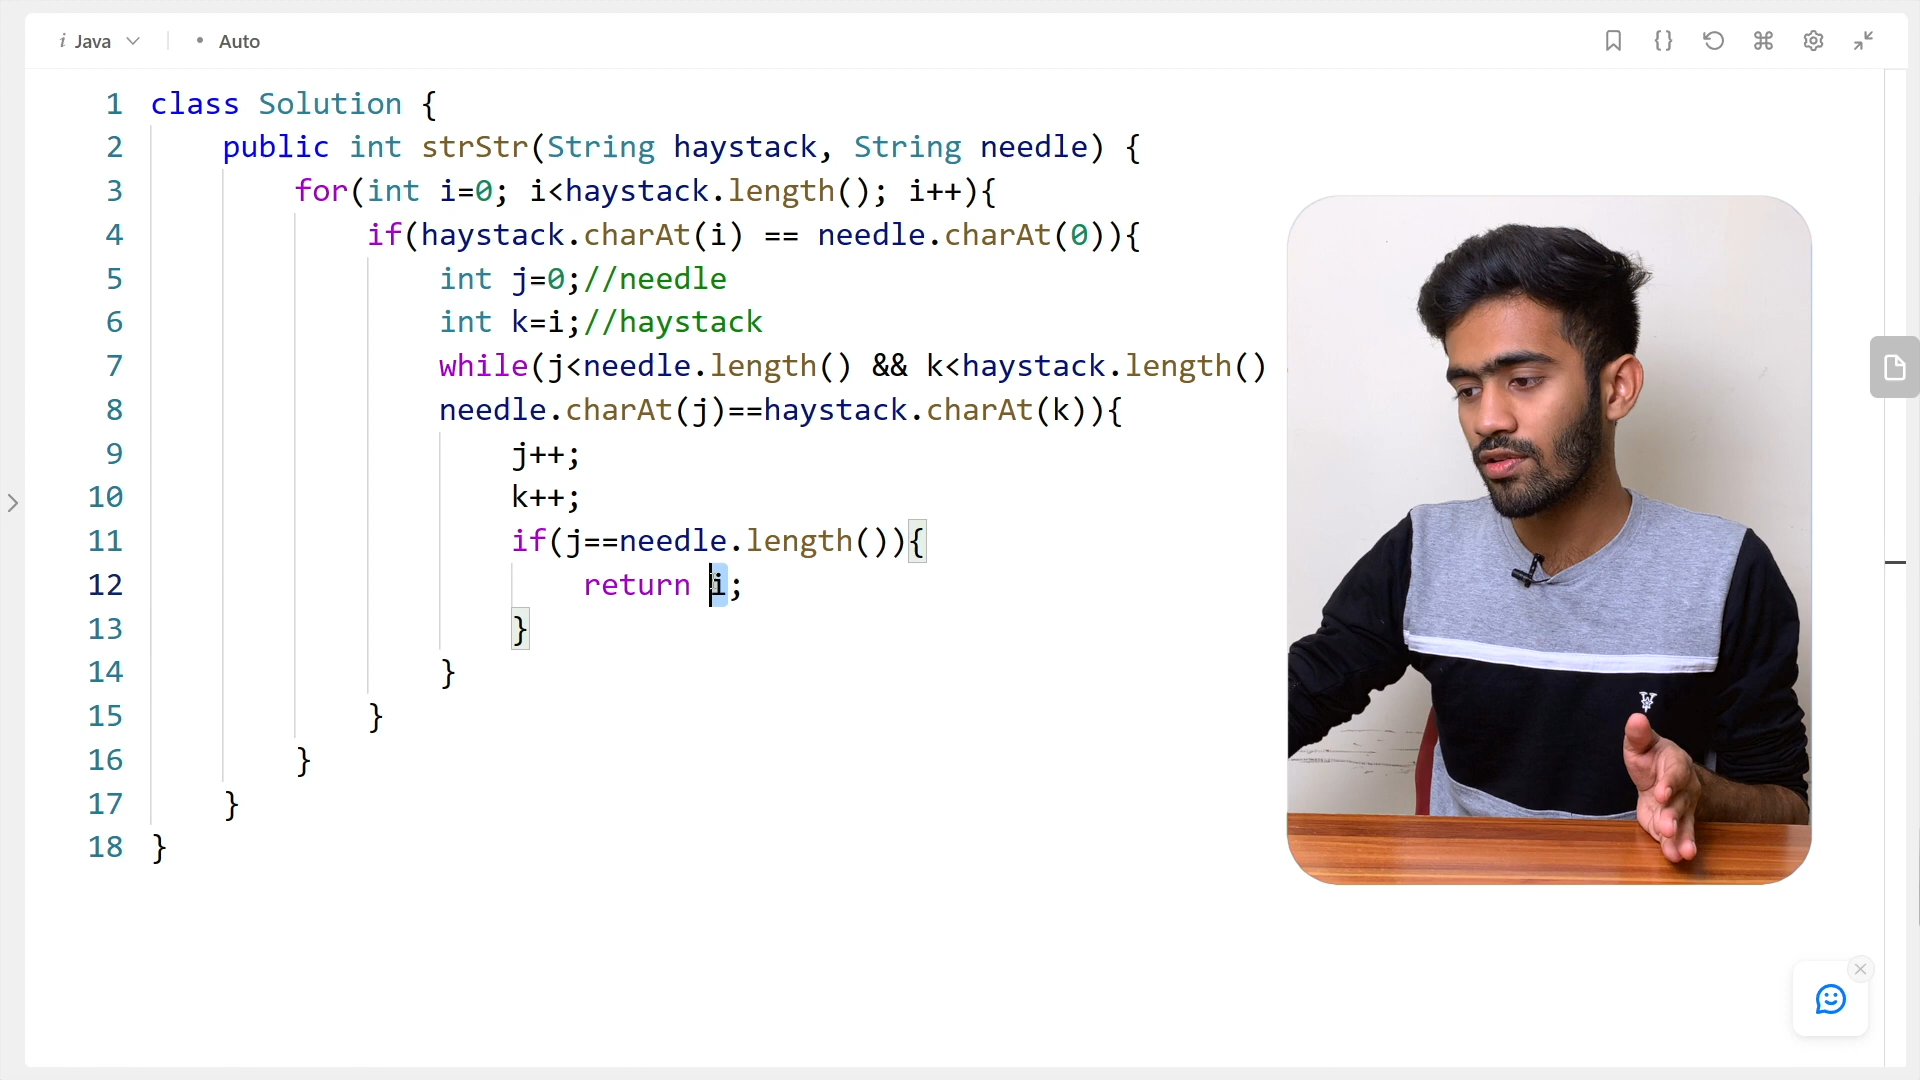 i Java
• Auto
1 class Solution {
2 public int strStr(String haystack, String needle) {
3 for(int i=0; i<haystack.length(); i++){
4 if(haystack.charAt(i) == needle.charAt(0)){
5 int j=0;//needle
6 int k=i;//haystack
7 while(j<needle.length() && k<haystack.length()
8 needle.charAt(j)==haystack.charAt(k)){
9 j++;
10 k++;
11 if(j==needle.length()){
12 return i;
13 }
14 }
15 }
16 }
17 }
18 }